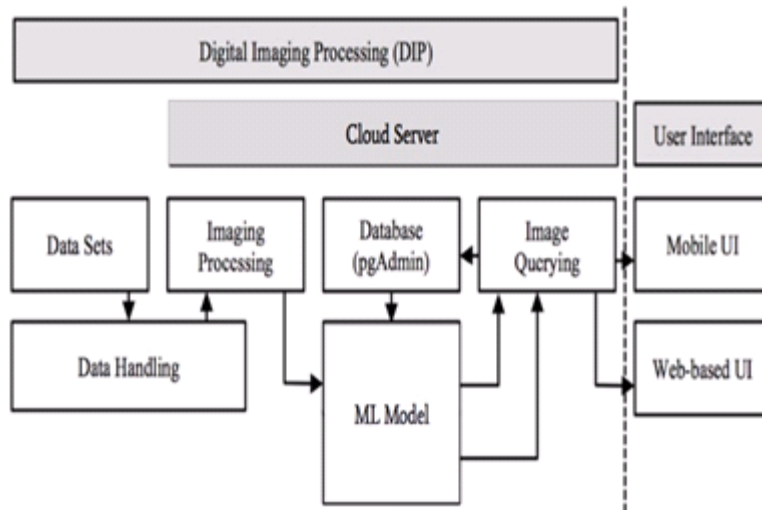 Digital Imaging Processing (DIP)
Cloud Server
User Interface
Data Sets
Imaging
Processing
Database
(pgAdmin)
Image
Querying
Mobile UI
Data Handling
ML Model
Web-based UI